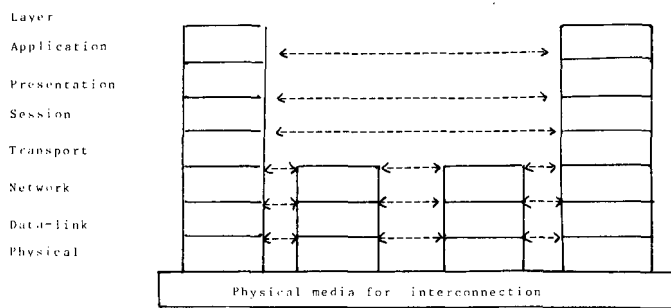 Layer
Application
Presentation
Session
Transport
Network
Data-link
Physical
Physical media for interconnection